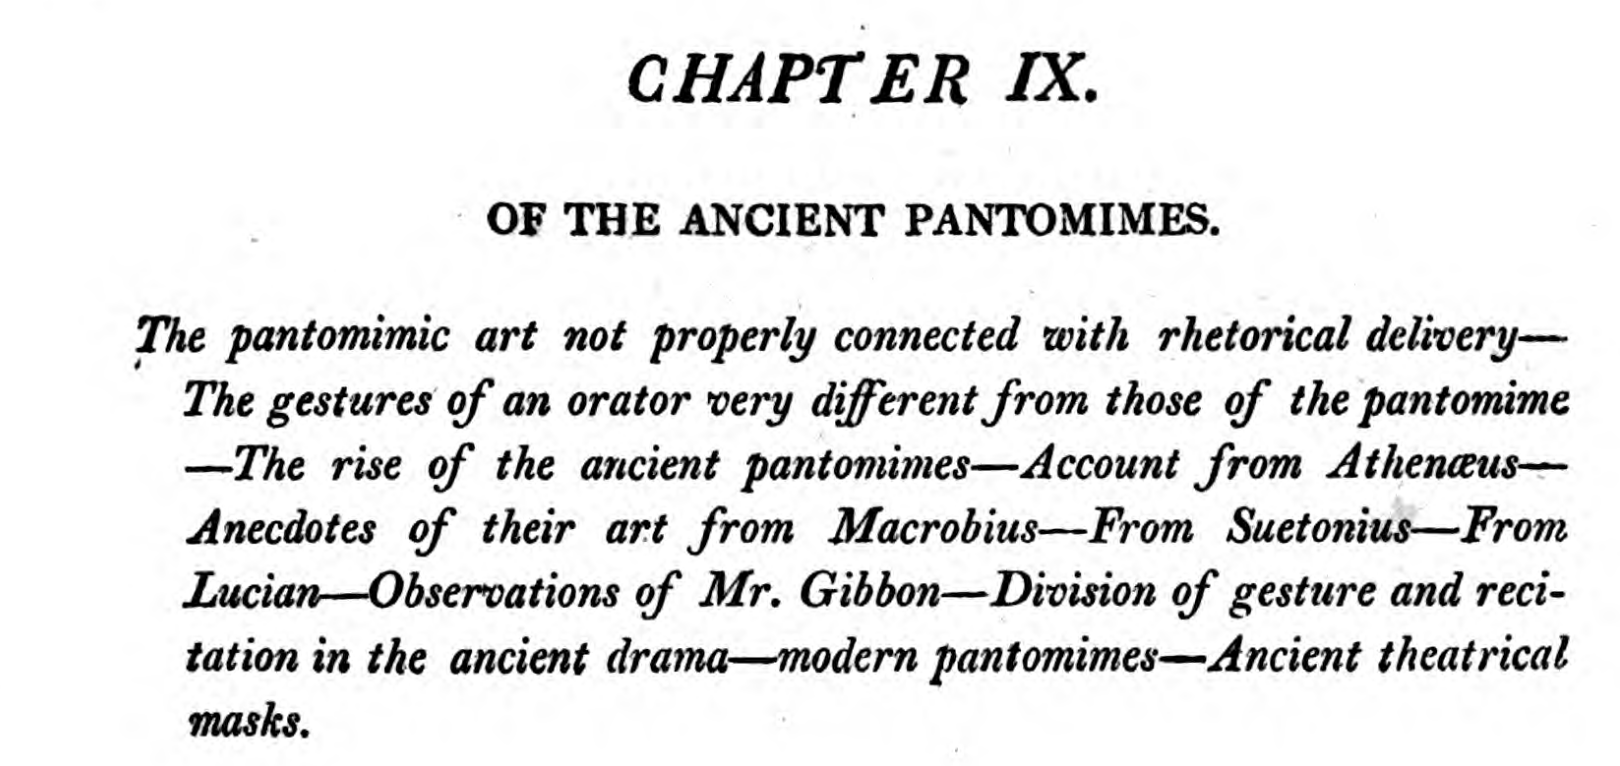 CHAPTER IX.
OF THE ANCIENT PANTOMIMES.
The pantomimic art not properly connected with rhetorical delivery—
The gestures of an orator very different from those of the pantomime
—The rise of the ancient pantomimes—Account from Athenæus—
Anecdotes of their art from Macrobius—From Suetonius—From
Lucian—Observations of Mr. Gibbon—Division of gesture and reci-
tation in the ancient drama—modern pantomimes—Ancient theatrical
masks.